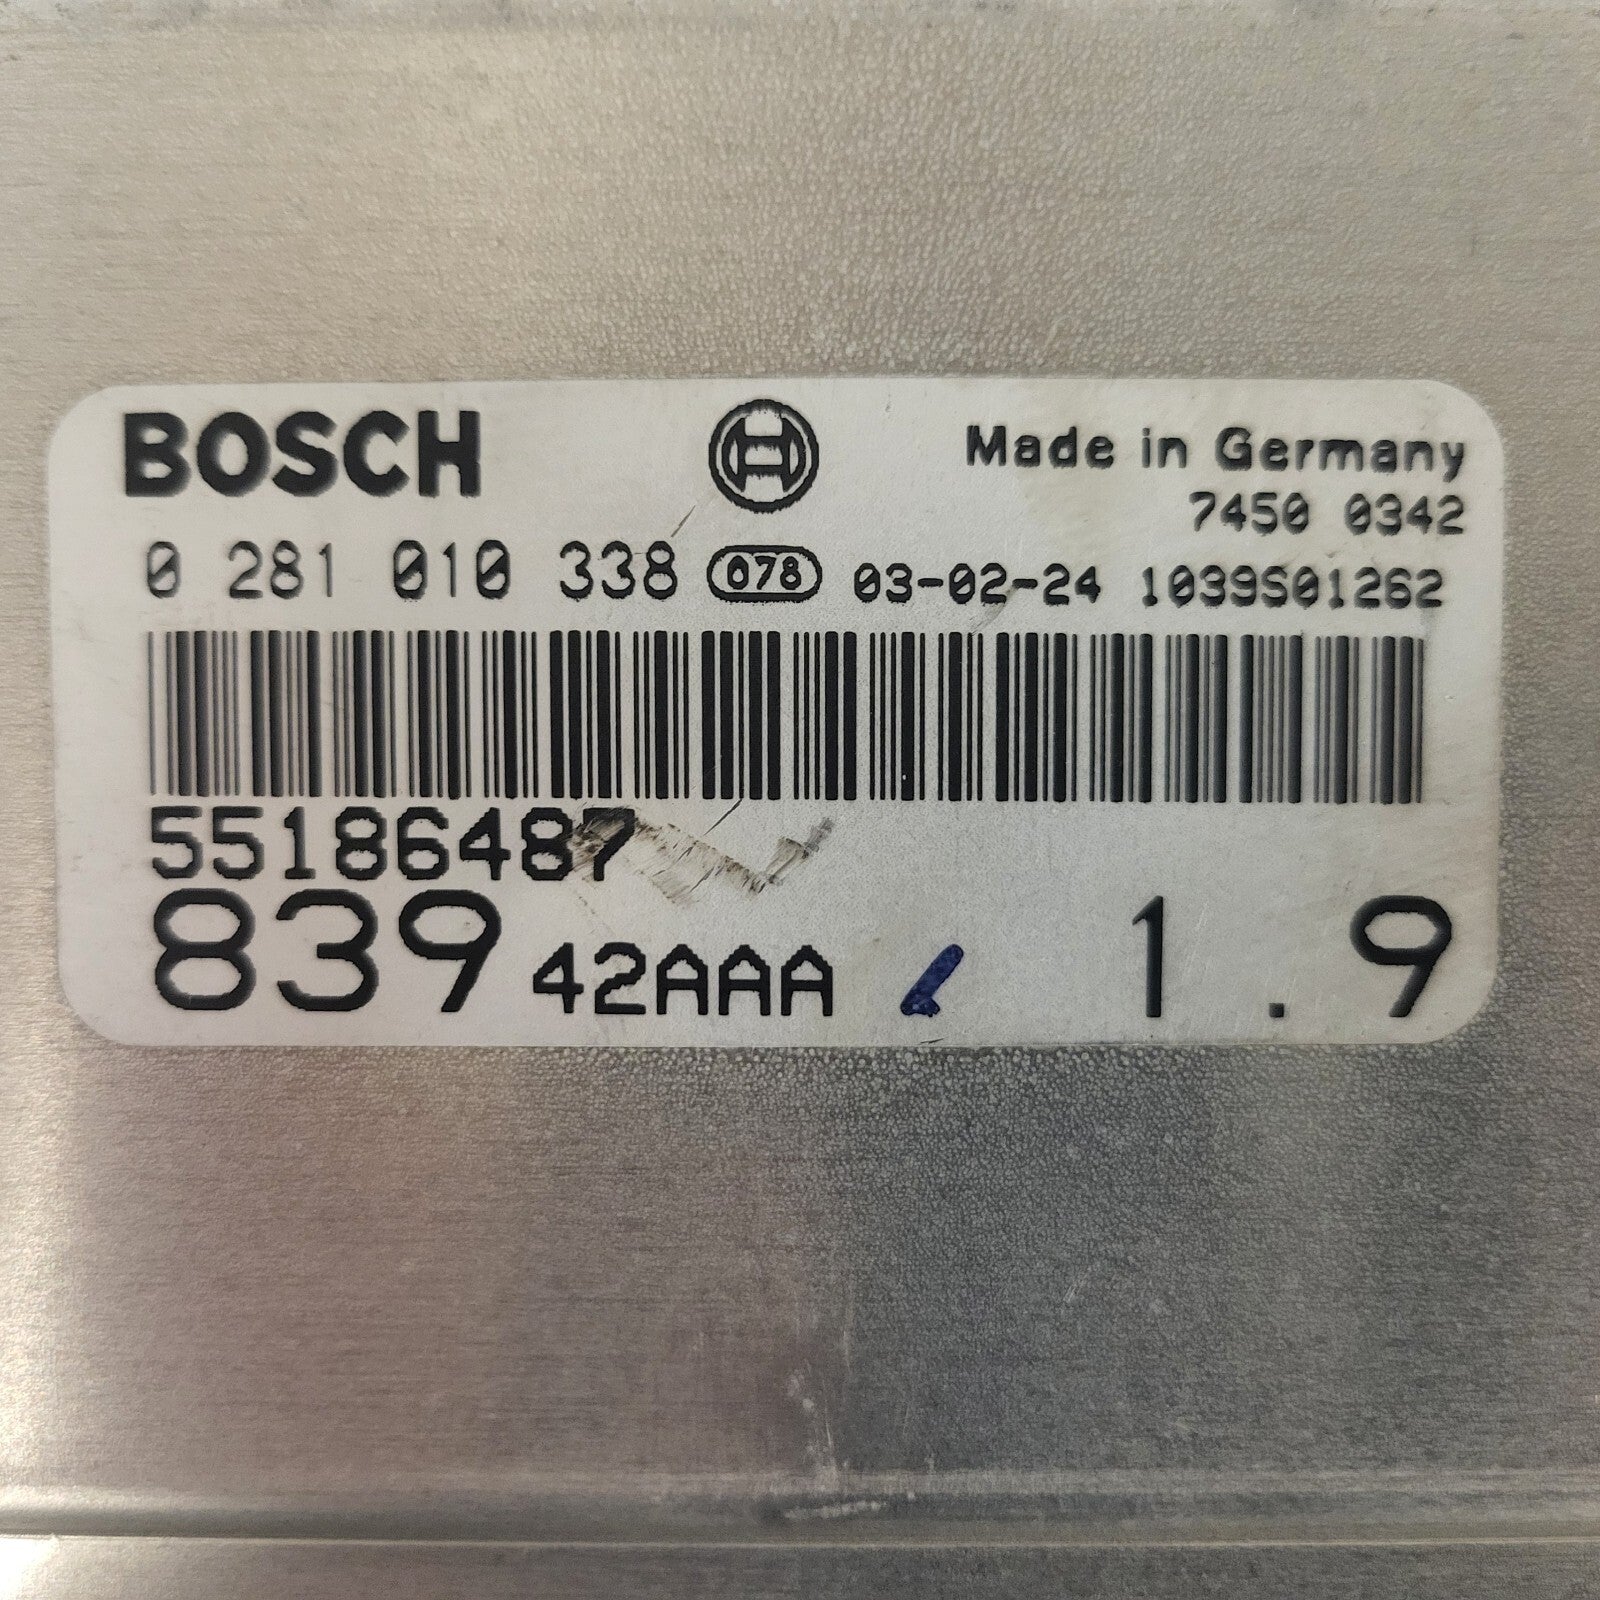 BOSCH
Made in Germany
7450 0342
0 281 010 338 078 03-02-24 1039S01262
55186487
839 42AAA 1.9